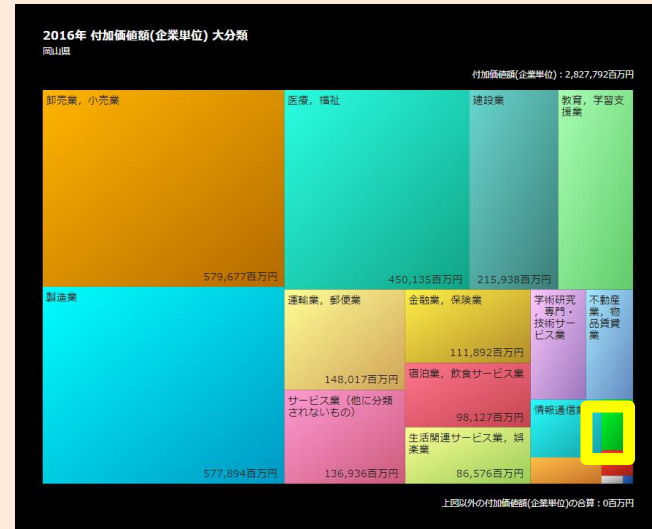 2016年 付加価値額(企業単位) 大分類
岡山県
付加価値額(企業単位):2,827,792百万円
卸売業，小売業
579,677百万円
医療，福祉
450,135百万円
建設業
215,938百万円
教育，学習支
援業
製造業
577,894百万円
運輸業，郵便業
148,017百万円
金融業，保険業
111,892百万円
学術研究
，専門・
技術サー
ビス業
不動産
業，物
品賃貸
業
宿泊業，飲食サービス業
98,127百万円
サービス業（他に分類
されないもの）
136,936百万円
生活関連サービス業，娯
楽業
86,576百万円
情報通信業
上図以外の付加価値額(企業単位)の合算：0百万円